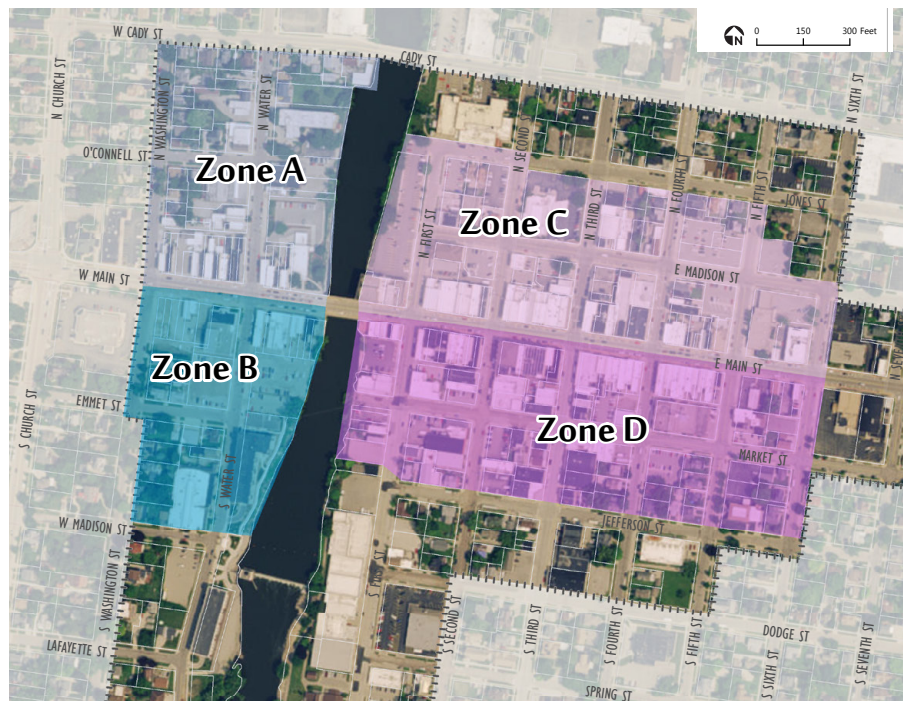 W CADY ST
CADY ST
N
0 150 300 Feet
N CHURCH ST
N WASHINGTON ST
N WATER ST
N SECOND ST
N SIXTH ST
O'CONNELL ST
Zone A
N FOURTH ST
N FIFTH ST
JONES ST
N THIRD ST
N FIRST ST
Zone C
W MAIN ST
E MADISON ST
Zone B
E MAIN ST
EMMET ST
S CHURCH ST
Zone D
MARKET ST
S WATER ST
W MADISON ST
JEFFERSON ST
S WASHINGTON ST
S SECOND ST
S THIRD ST
S FOURTH ST
S FIFTH ST
DODGE ST
S SIXTH ST
S SEVENTH ST
LAFAYETTE ST
SPRING ST